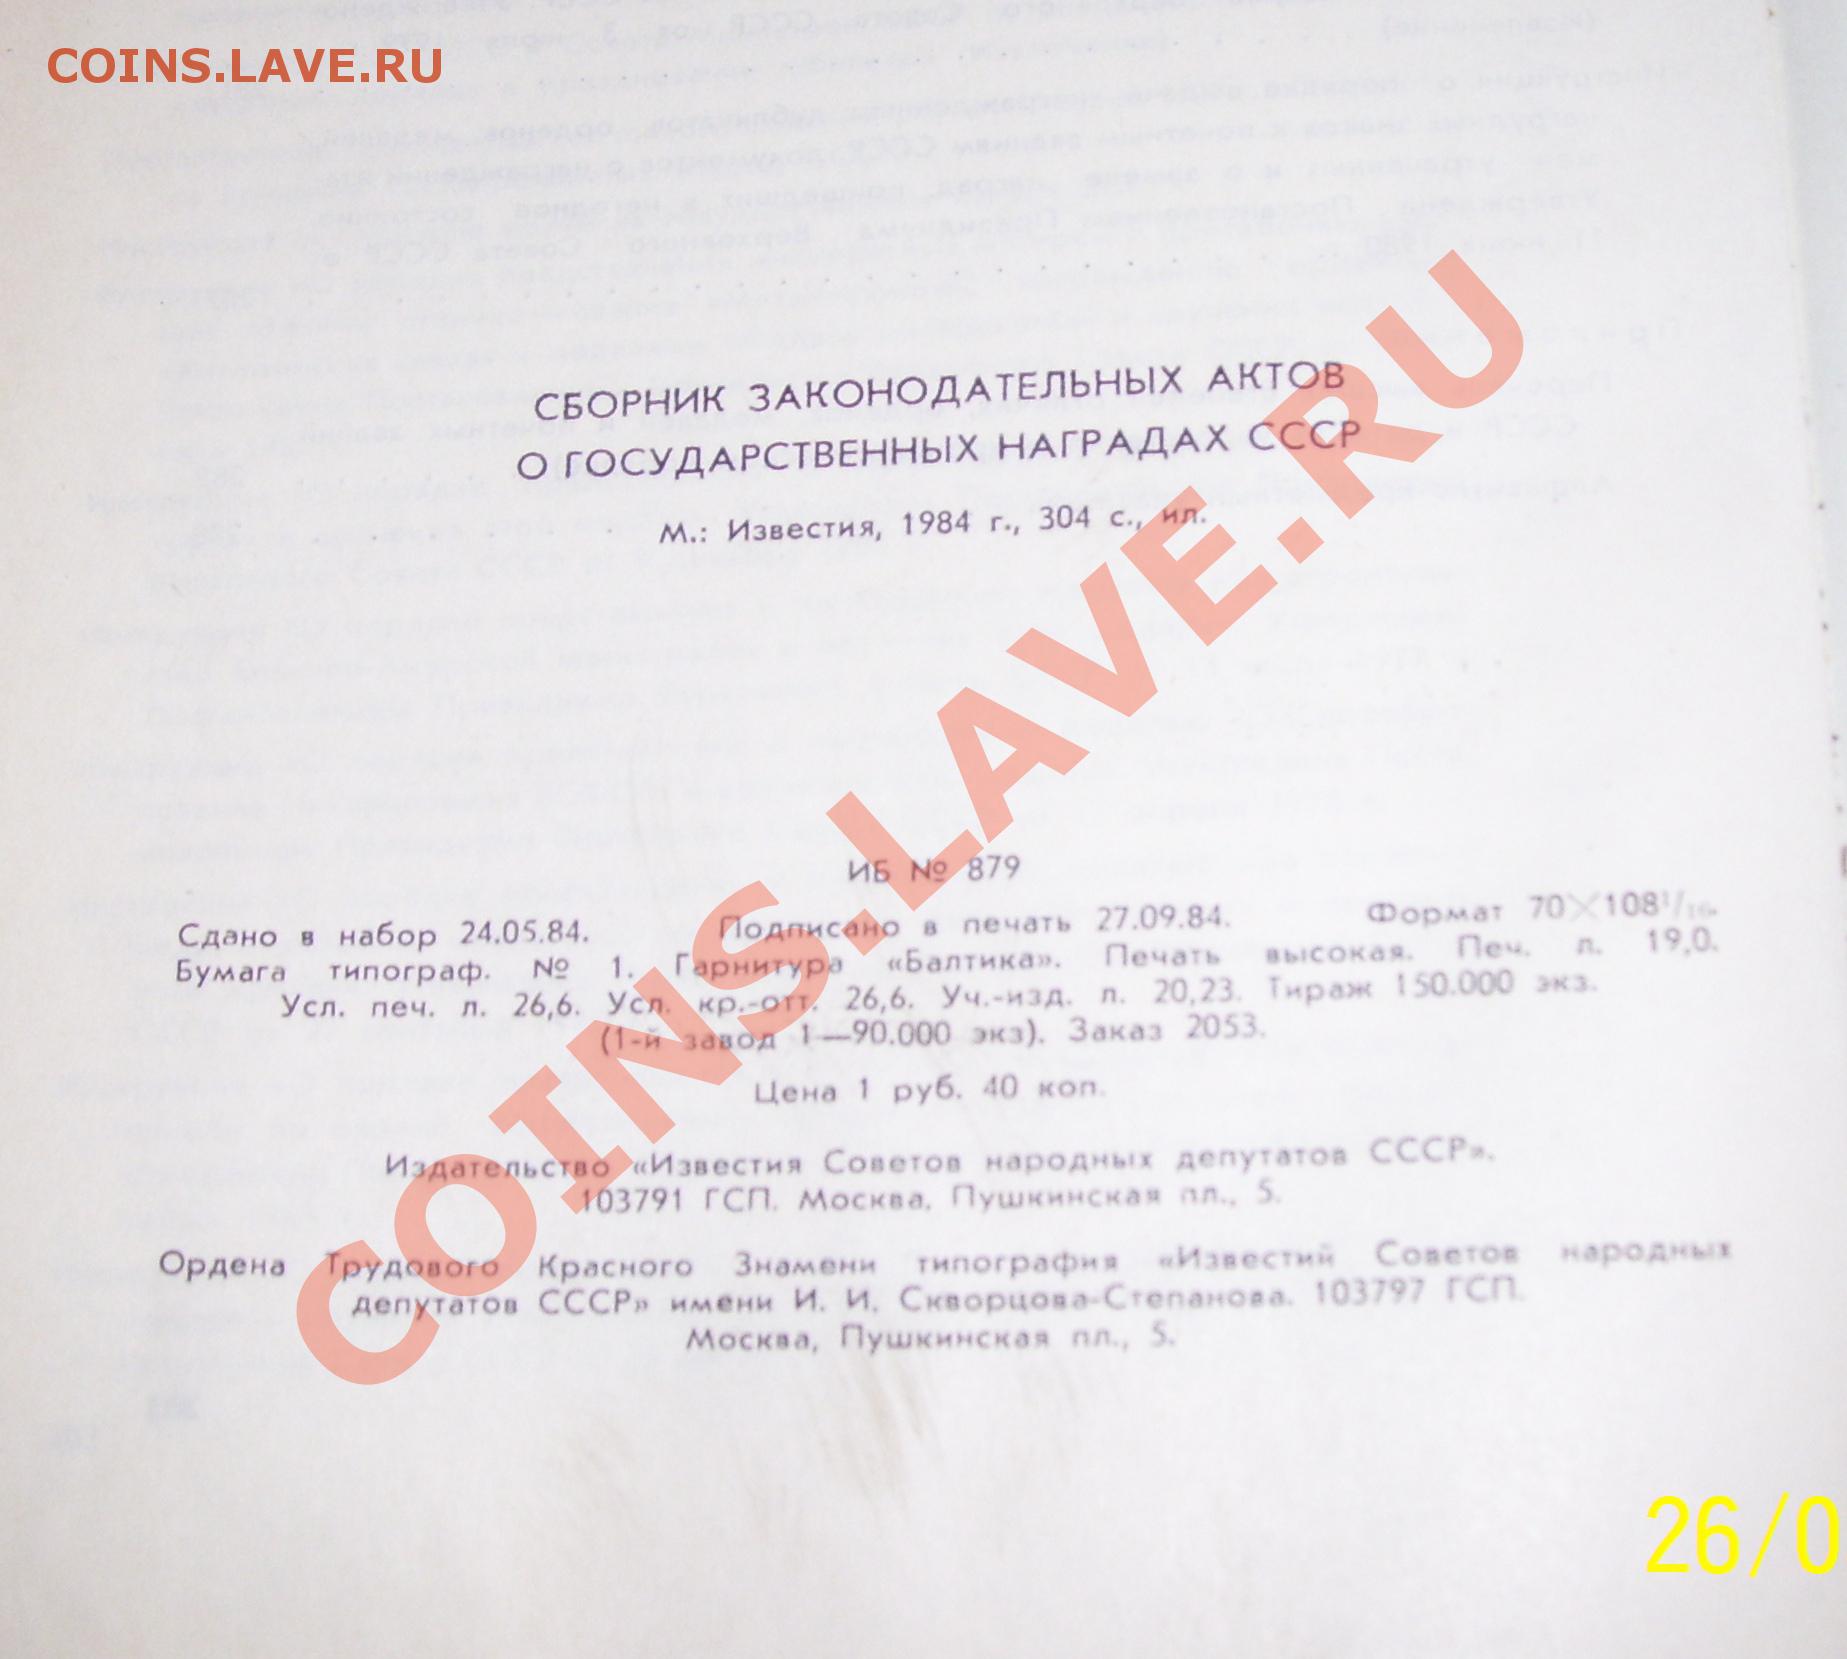 COINS.LAVE.RU
СБОРНИК ЗАКОНОДАТЕЛЬНЫХ АКТОВ
О ГОСУДАРСТВЕННЫХ НАГРАДАХ СССР
М.: Известия, 1984 г., 304 с., ил.
ИБ № 879
Сдано в набор 24.05.84. Подписано в печать 27.09.84. Формат 70×108¹/₁₆.
Бумага типограф. № 1. Гарнитура «Балтика». Печать высокая. Печ. л. 19,0.
Усл. печ. л. 26,6. Усл. кр.-отт. 26,6. Уч.-изд. л. 20,23. Тираж 150.000 экз.
(1-й завод 1—90.000 экз). Заказ 2053.
Цена 1 руб. 40 коп.
Издательство «Известия Советов народных депутатов СССР».
103791 ГСП. Москва, Пушкинская пл., 5.
Ордена Трудового Красного Знамени типография «Известий Советов народных
депутатов СССР» имени И. И. Скворцова-Степанова. 103797 ГСП.
Москва, Пушкинская пл., 5.
COINS.LAVE.RU
26/0